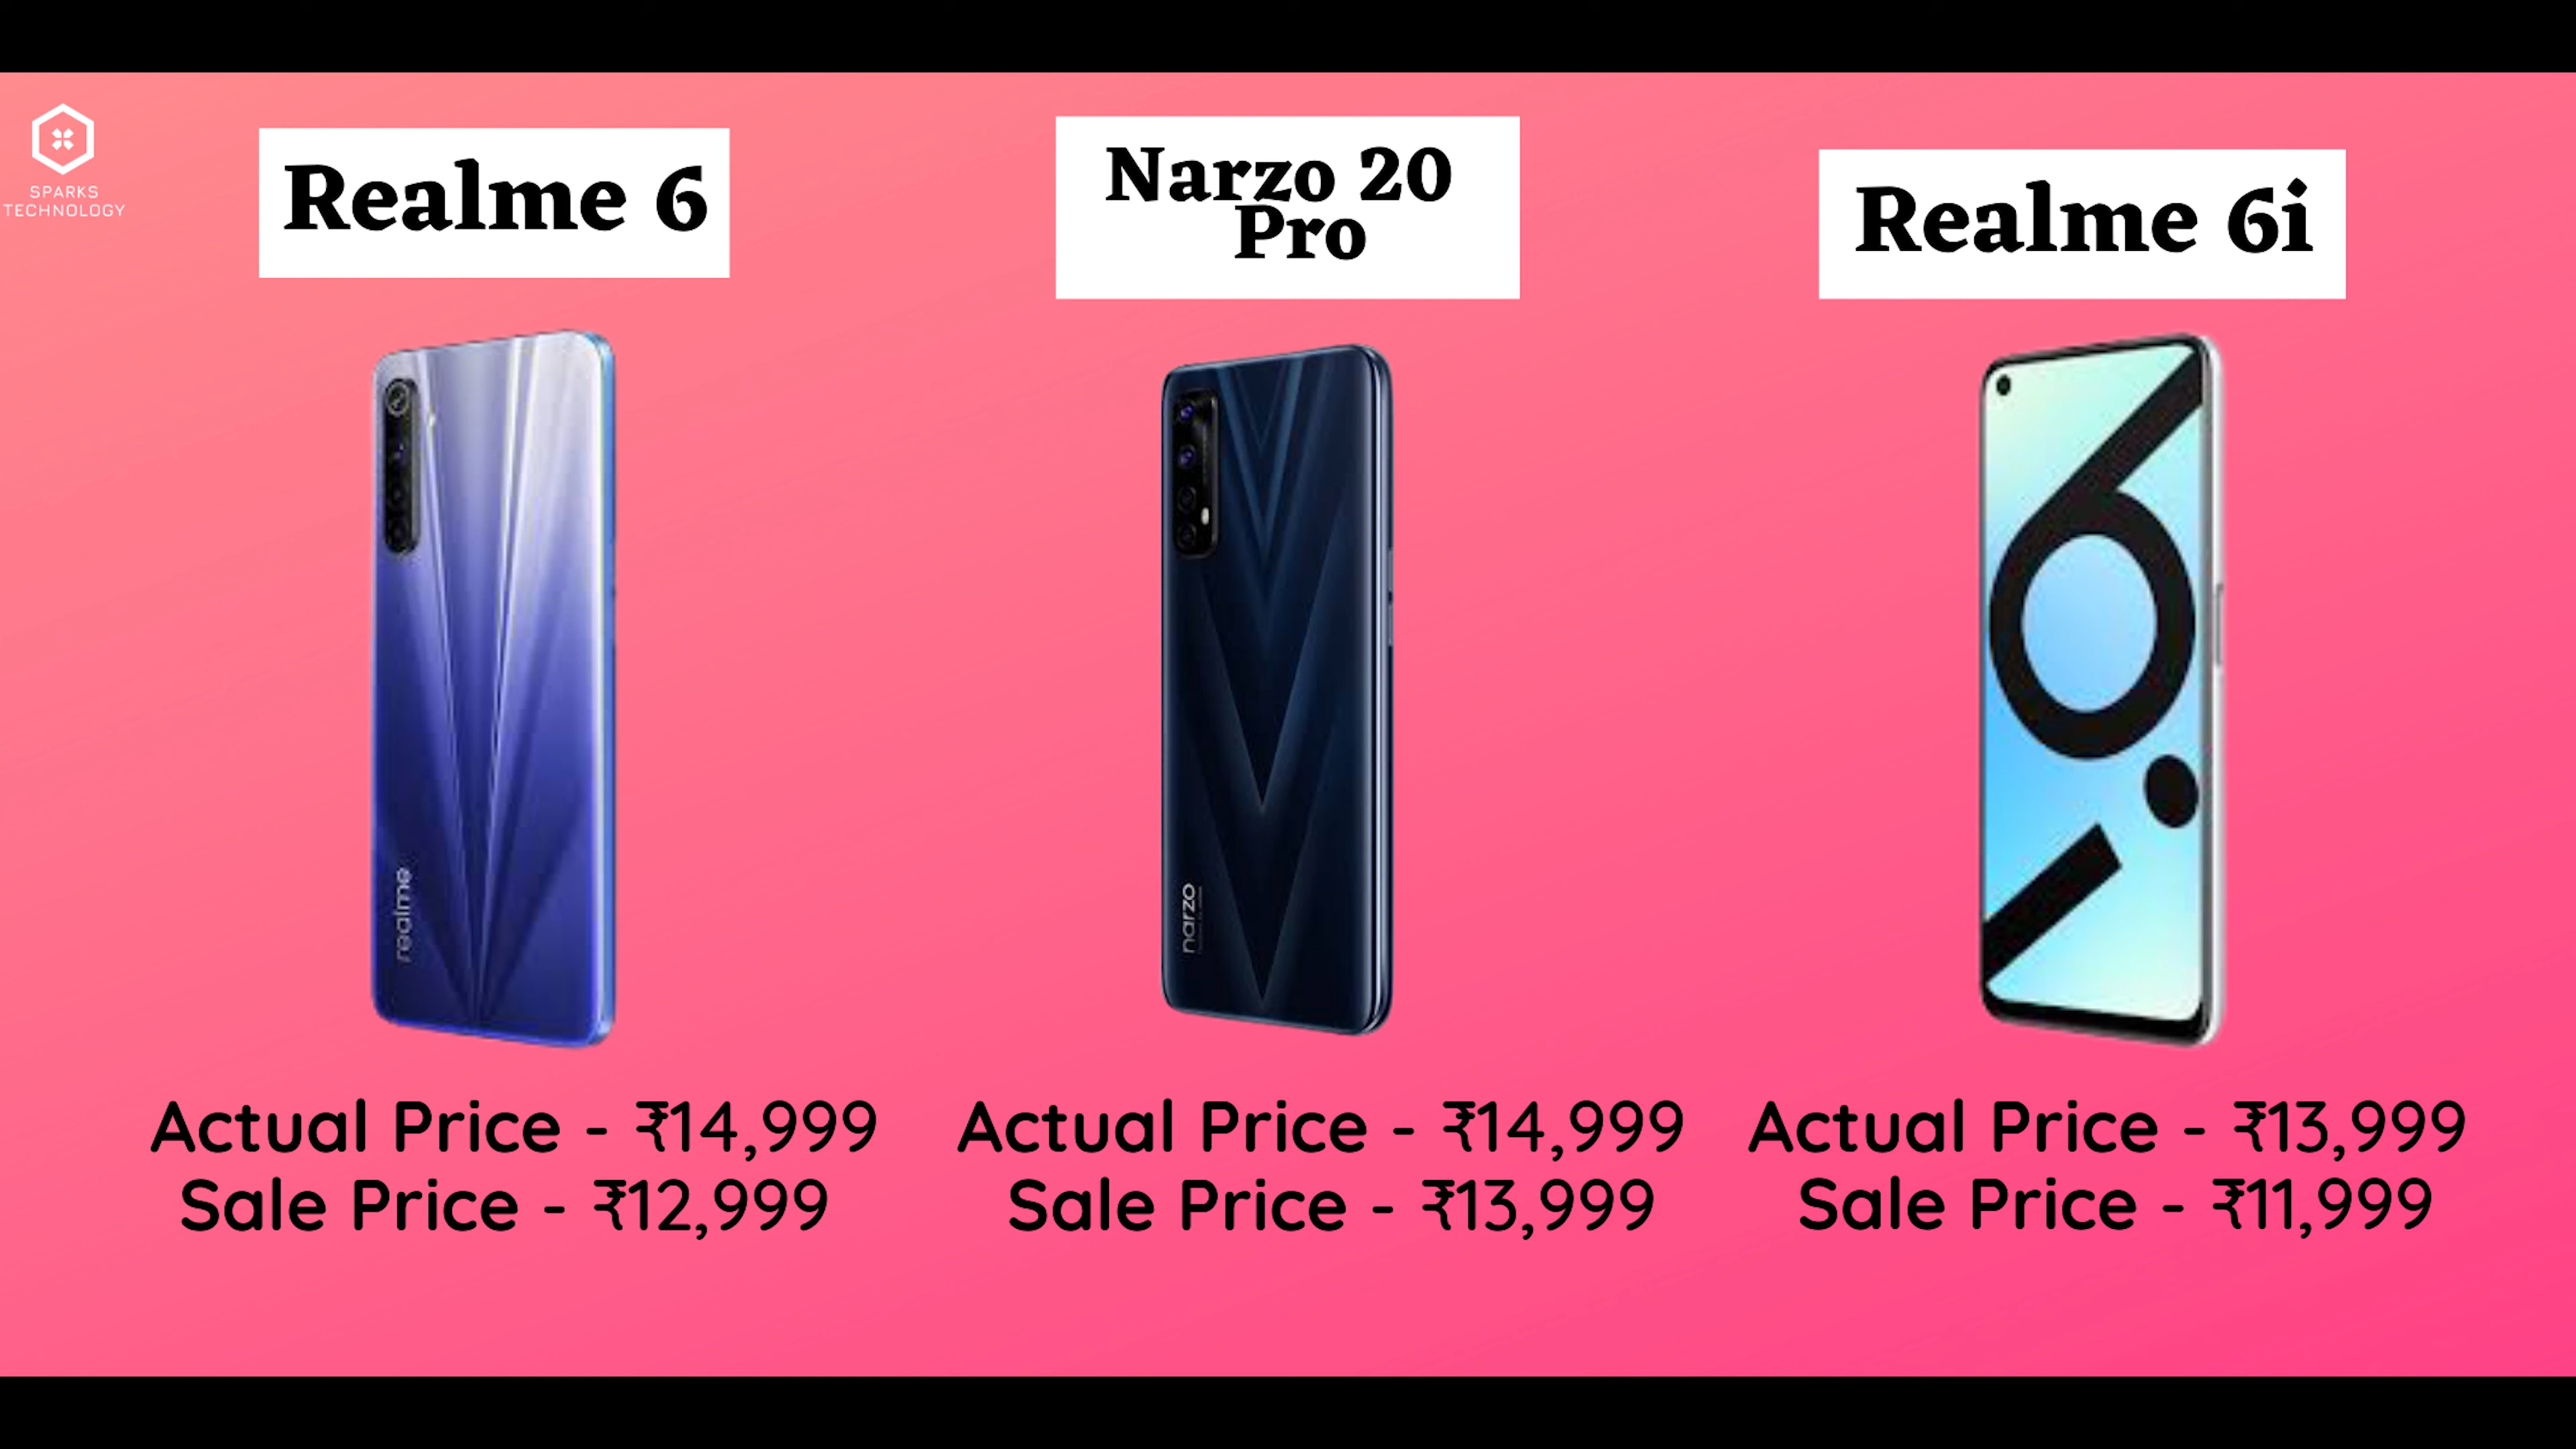 SPARKS
TECHNOLOGY
Realme 6
realme
Actual Price - ₹14,999
Sale Price - ₹12,999
Narzo 20
Pro
narzo
Actual Price - ₹14,999
Sale Price - ₹13,999
Realme 6i
6i
Actual Price - ₹13,999
Sale Price - ₹11,999